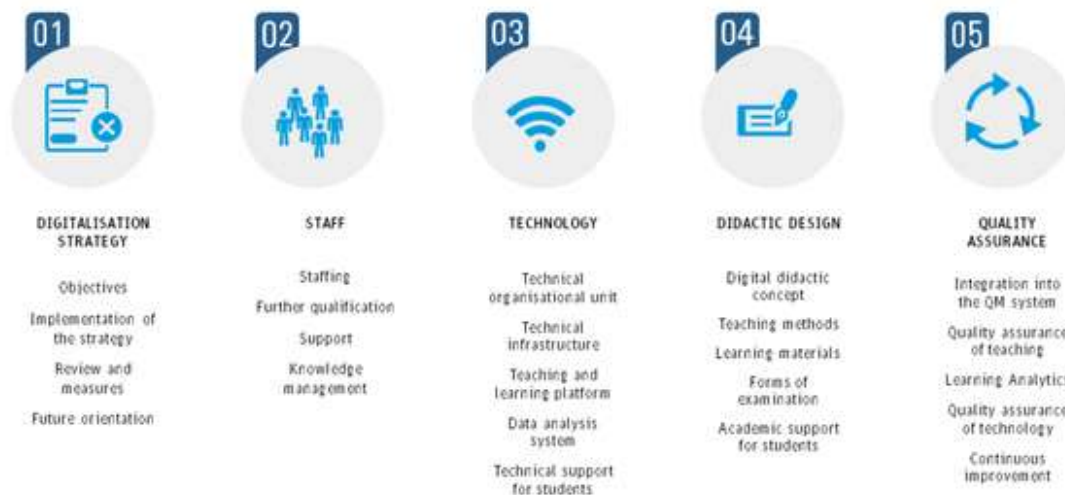 01
DIGITALISATION
STRATEGY
Objectives
Implementation of
the strategy
Review and
measures
Future orientation
02
STAFF
Staffing
Further qualification
Support
Knowledge
management
03
TECHNOLOGY
Technical
organisational unit
Technical
infrastructure
Teaching and
learning platform
Data analysis
system
Technical support
for students
04
DIDACTIC DESIGN
Digital didactic
concept
Teaching methods
Learning materials
Forms of
examination
Academic support
for students
05
QUALITY
ASSURANCE
Integration into
the QM system
Quality assurance
of teaching
Learning Analytics
Quality assurance
of technology
Continuous
improvement